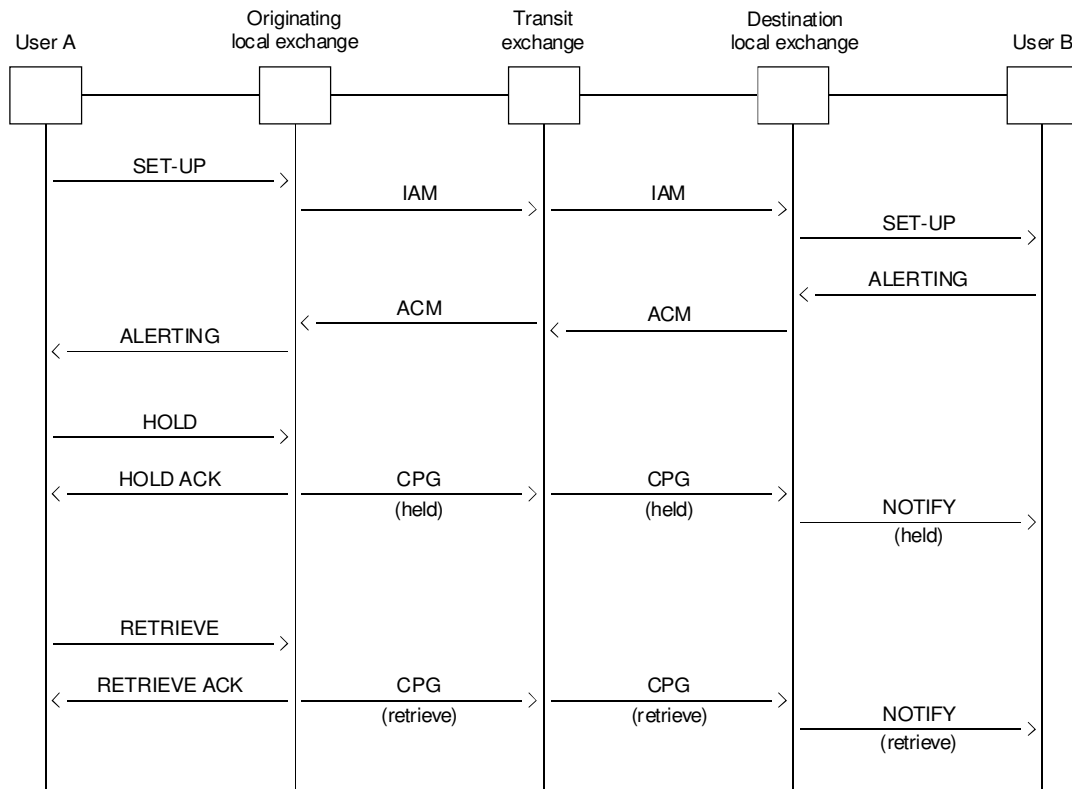 User A
Originating
local exchange
Transit
exchange
Destination
local exchange
User B
SET-UP
IAM
IAM
SET-UP
ALERTING
ACM
ACM
ALERTING
HOLD
HOLD ACK
CPG
(held)
CPG
(held)
NOTIFY
(held)
RETRIEVE
RETRIEVE ACK
CPG
(retrieve)
CPG
(retrieve)
NOTIFY
(retrieve)